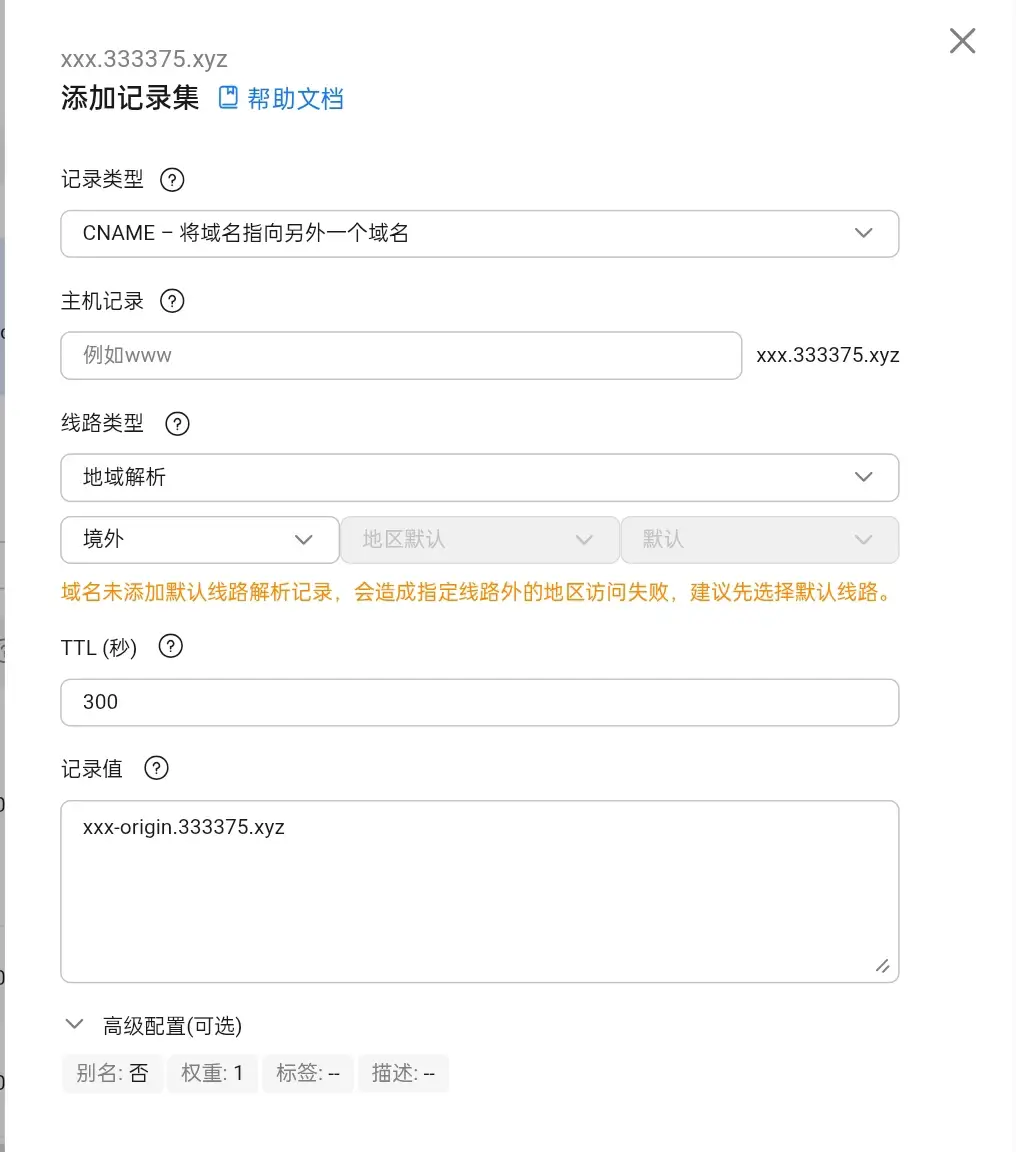 xxx.333375.xyz
添加记录集 帮助文档
记录类型 ?
CNAME – 将域名指向另外一个域名
主机记录 ?
例如www xxx.333375.xyz
线路类型 ?
地域解析
境外 地区默认 默认
域名未添加默认线路解析记录，会造成指定线路外的地区访问失败，建议先选择默认线路。
TTL (秒) ?
300
记录值 ?
xxx-origin.333375.xyz
高级配置(可选)
别名: 否 权重: 1 标签: -- 描述: --